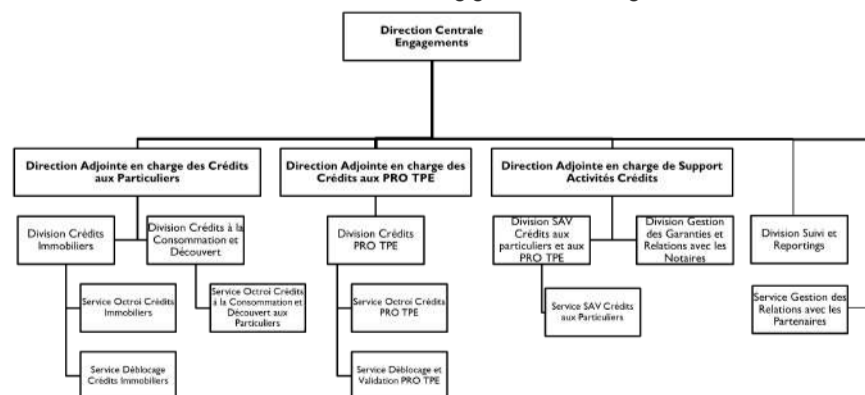 Direction Centrale
Engagements
Direction Adjointe en charge des Crédits
aux Particuliers
Direction Adjointe en charge des
Crédits aux PRO TPE
Direction Adjointe en charge de Support
Activités Crédits
Division Crédits
Immobiliers
Division Crédits à la
Consommation et
Découvert
Division Crédits
PRO TPE
Division SAV
Crédits aux
particuliers et aux
PRO TPE
Division Gestion
des Garanties et
Relations avec les
Notaires
Division Suivi et
Reportings
Service Octroi Crédits
Immobiliers
Service Octroi Crédits
à la Consommation et
Découvert aux
Particuliers
Service Octroi Crédits
PRO TPE
Service SAV Crédits
aux Particuliers
Service Gestion des
Relations avec les
Partenaires
Service Déblocage
Crédits Immobiliers
Service Déblocage et
Validation PRO TPE